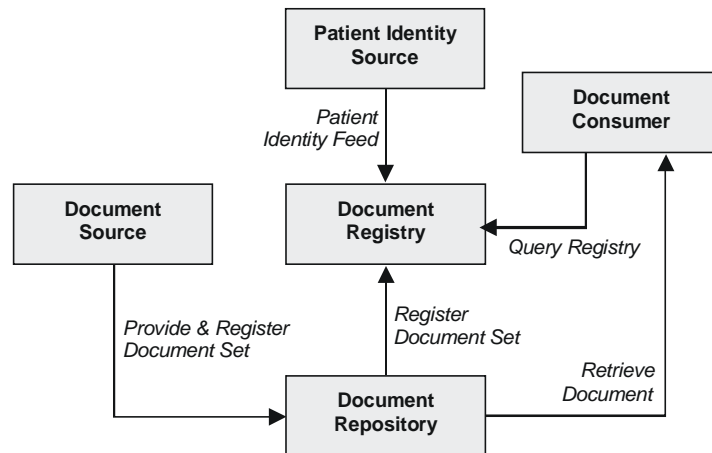 Patient Identity
Source
Document
Consumer
Patient
Identity Feed
Document
Source
Document
Registry
Query Registry
Provide & Register
Document Set
Register
Document Set
Retrieve
Document
Document
Repository